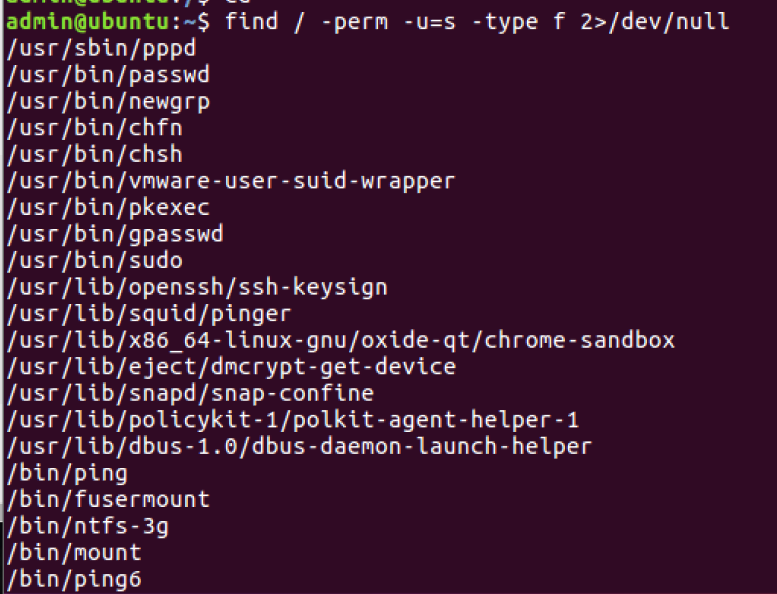 admin@ubuntu:~$ find / -perm -u=s -type f 2>/dev/null
/usr/sbin/pppd
/usr/bin/passwd
/usr/bin/newgrp
/usr/bin/chfn
/usr/bin/chsh
/usr/bin/vmware-user-suid-wrapper
/usr/bin/pkexec
/usr/bin/gpasswd
/usr/bin/sudo
/usr/lib/openssh/ssh-keysign
/usr/lib/squid/pinger
/usr/lib/x86_64-linux-gnu/oxide-qt/chrome-sandbox
/usr/lib/eject/dmcrypt-get-device
/usr/lib/snapd/snap-confine
/usr/lib/policykit-1/polkit-agent-helper-1
/usr/lib/dbus-1.0/dbus-daemon-launch-helper
/bin/ping
/bin/fusermount
/bin/ntfs-3g
/bin/mount
/bin/ping6